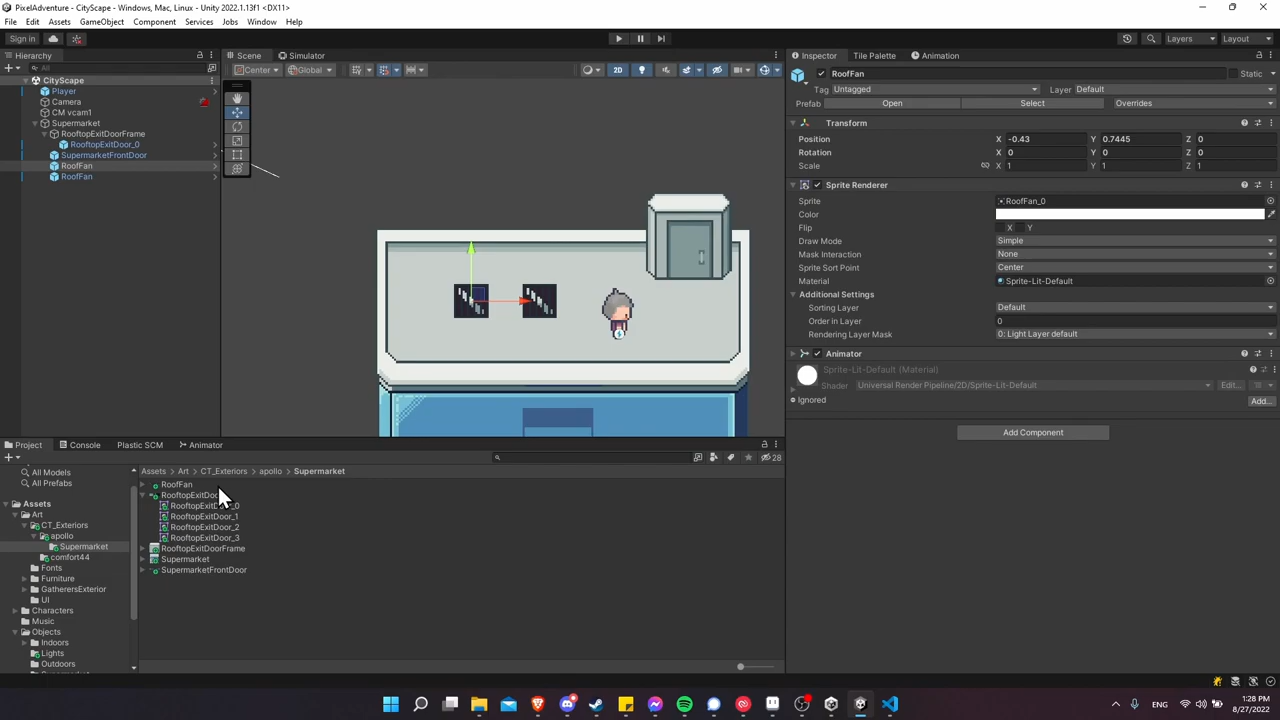 PixelAdventure - CityScape - Windows, Mac, Linux - Unity 2022.1.13f1 <DX11>
File Edit Assets GameObject Component Services Jobs Window Help
Sign in Layers Layout
Hierarchy Scene Simulator Inspector Tile Palette Animation
All Center Global 2D
CityScape
Player
Camera
CM vcam1
Supermarket
RooftopExitDoorFrame
RooftopExitDoor_0
SupermarketFrontDoor
RoofFan
RoofFan
RoofFan Static
Tag Untagged Layer Default
Prefab Open Select Overrides
Transform
Position X -0.43 Y 0.7445 Z 0
Rotation X 0 Y 0 Z 0
Scale X 1 Y 1 Z 1
Sprite Renderer
Sprite RoofFan_0
Color
Flip X Y
Draw Mode Simple
Mask Interaction None
Sprite Sort Point Center
Material Sprite-Lit-Default
Additional Settings
Sorting Layer Default
Order in Layer 0
Rendering Layer Mask 0: Light Layer default
Animator
Sprite-Lit-Default (Material)
Shader Universal Render Pipeline/2D/Sprite-Lit-Default Edit...
Ignored Add...
Add Component
Project Console Plastic SCM Animator
28
All Models
All Prefabs
Assets
Art
CT_Exteriors
apollo
Supermarket
comfort44
Fonts
Furniture
GatherersExterior
UI
Characters
Music
Objects
Indoors
Lights
Outdoors
Assets Art CT_Exteriors apollo Supermarket
RoofFan
RooftopExitDoo
RooftopExitDoor_0
RooftopExitDoor_1
RooftopExitDoor_2
RooftopExitDoor_3
RooftopExitDoorFrame
Supermarket
SupermarketFrontDoor
ENG
1:28 PM
8/27/2022